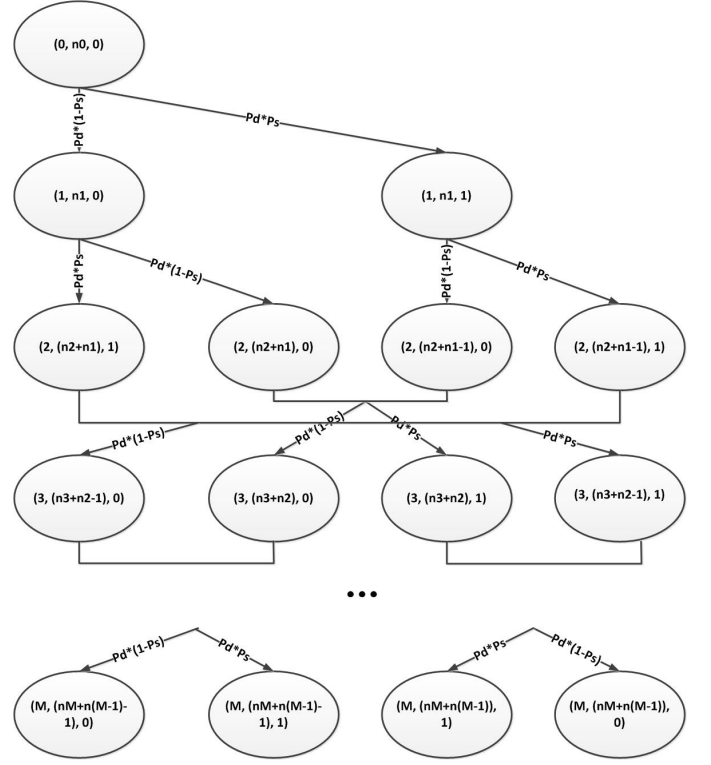 (0, n0, 0)
Pd*(1-Ps)
Pd*Ps
(1, n1, 0)
(1, n1, 1)
Pd*Ps
Pd*(1-Ps)
Pd*(1-Ps)
Pd*Ps
(2, (n2+n1), 1)
(2, (n2+n1), 0)
(2, (n2+n1-1), 0)
(2, (n2+n1-1), 1)
Pd*(1-Ps)
Pd*(1-Ps)
Pd*Ps
Pd*Ps
(3, (n3+n2-1), 0)
(3, (n3+n2), 0)
(3, (n3+n2), 1)
(3, (n3+n2-1), 1)
...
Pd*(1-Ps)
Pd*Ps
Pd*Ps
Pd*(1-Ps)
(M, (nM+n(M-1)-
1), 0)
(M, (nM+n(M-1)-
1), 1)
(M, (nM+n(M-1)),
1)
(M, (nM+n(M-1)),
0)